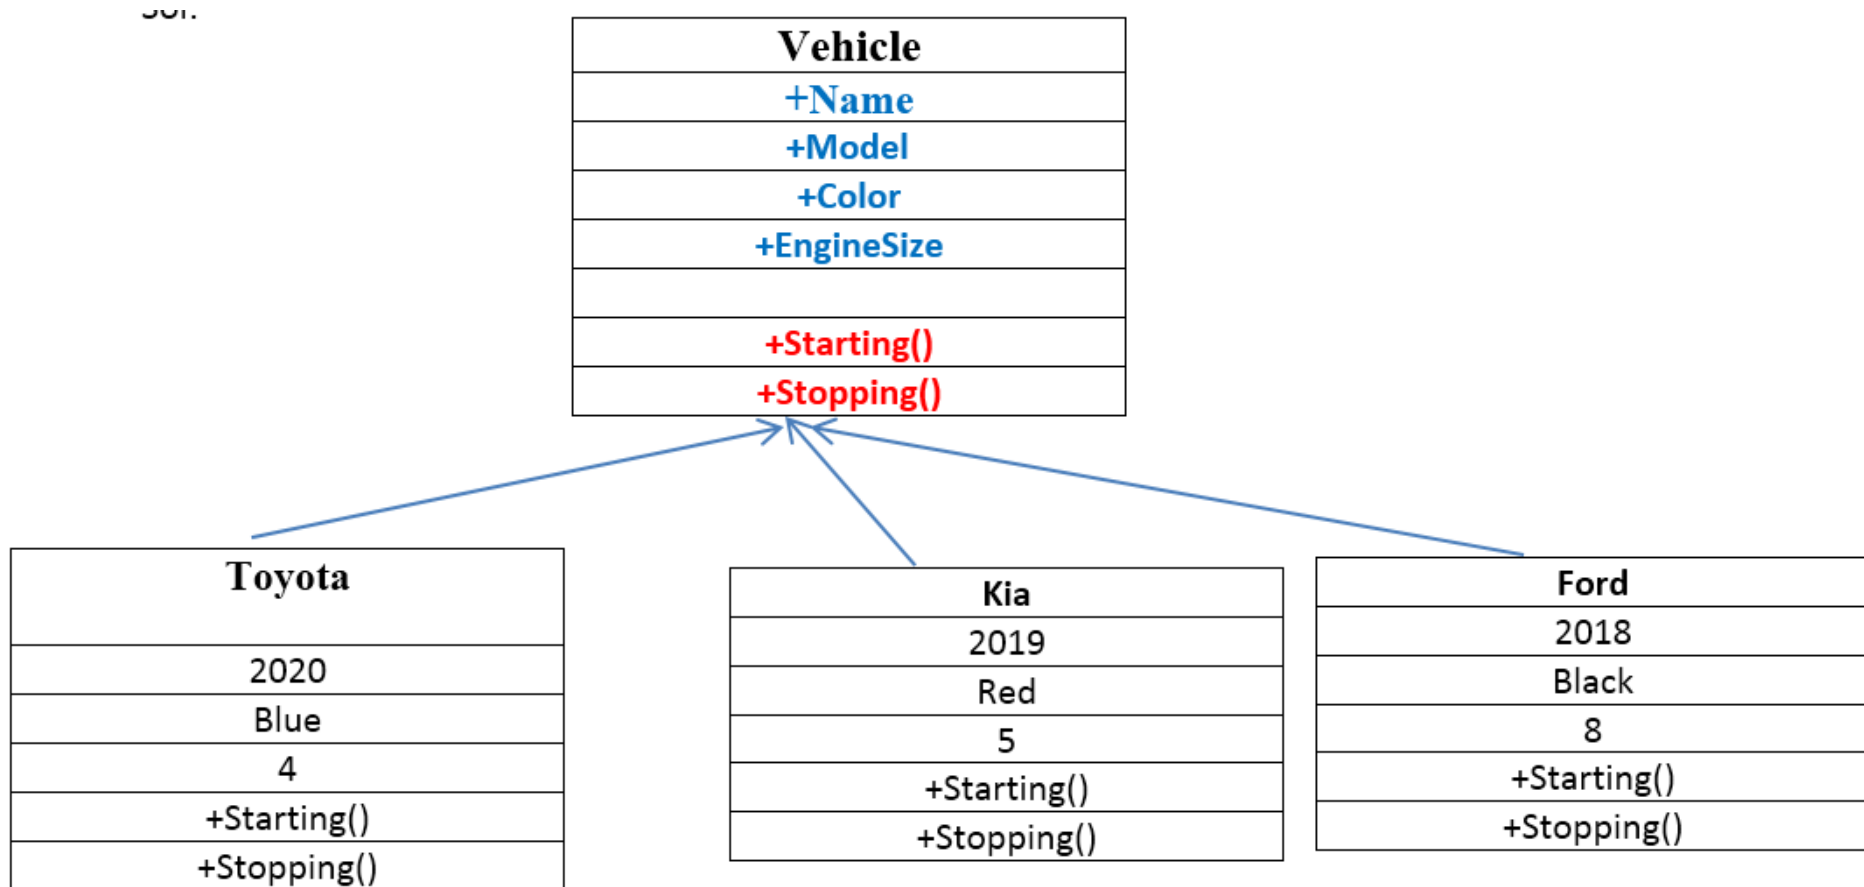 Vehicle
+Name
+Model
+Color
+EngineSize
+Starting()
+Stopping()
Toyota
2020
Blue
4
+Starting()
+Stopping()
Kia
2019
Red
5
+Starting()
+Stopping()
Ford
2018
Black
8
+Starting()
+Stopping()